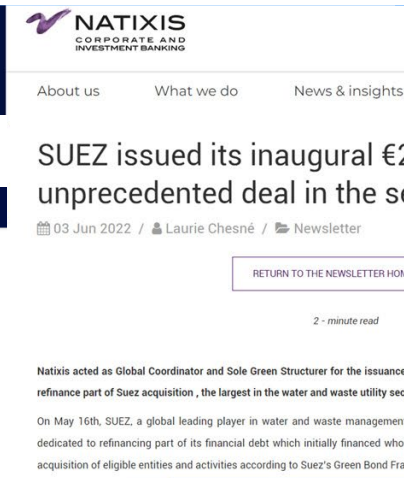 NATIXIS
CORPORATE AND
INVESTMENT BANKING
About us What we do News & insights
SUEZ issued its inaugural €2
unprecedented deal in the se
03 Jun 2022 / Laurie Chesné / Newsletter
RETURN TO THE NEWSLETTER HOM
2 - minute read
Natixis acted as Global Coordinator and Sole Green Structurer for the issuance
refinance part of Suez acquisition , the largest in the water and waste utility sec
On May 16th, SUEZ, a global leading player in water and waste managemen
dedicated to refinancing part of its financial debt which initially financed who
acquisition of eligible entities and activities according to Suez's Green Bond Fra